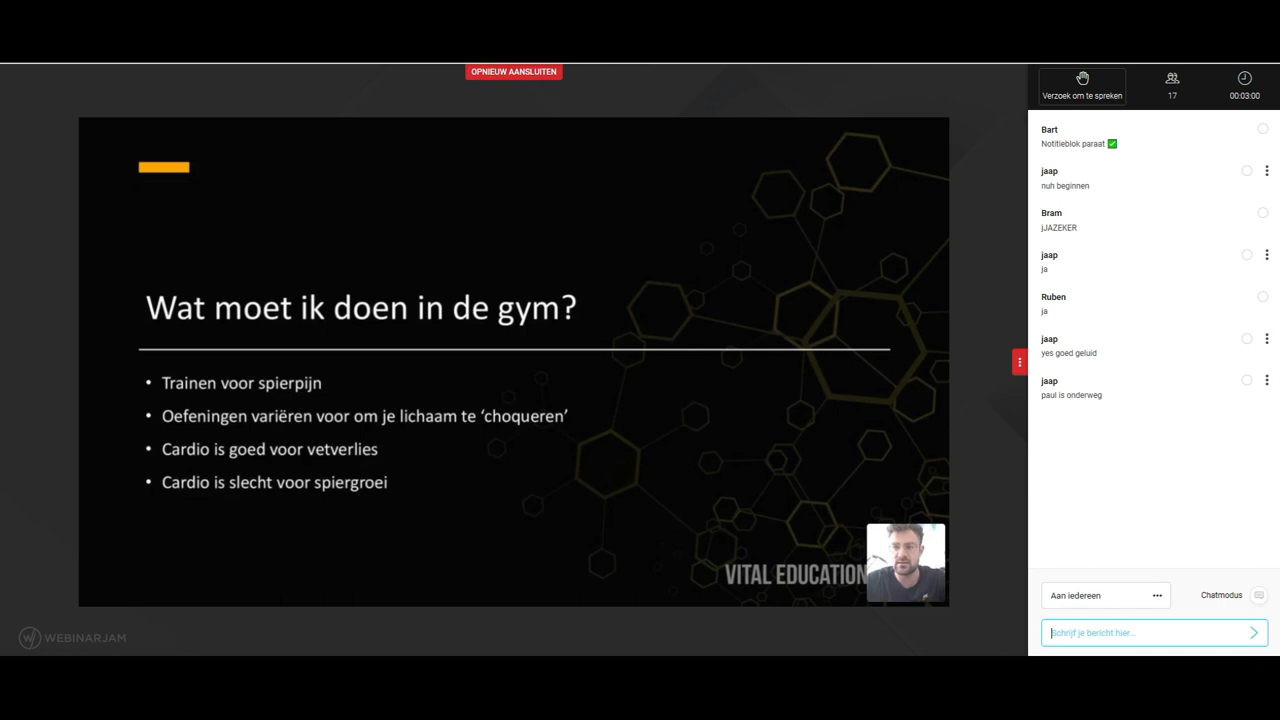 OPNIEUW AANSLUITEN
Wat moet ik doen in de gym?
• Trainen voor spierpijn
• Oefeningen variëren voor om je lichaam te ‘choqueren’
• Cardio is goed voor vetverlies
• Cardio is slecht voor spiergroei
VITAL EDUCATION
WEBINARJAM
Verzoek om te spreken
17
00:03:00
Bart
Notitieblok paraat ✅
jaap
nuh beginnen
Bram
jJAZEKER
jaap
ja
Ruben
ja
jaap
yes goed geluid
jaap
paul is onderweg
Aan iedereen
Chatmodus
Schrijf je bericht hier...